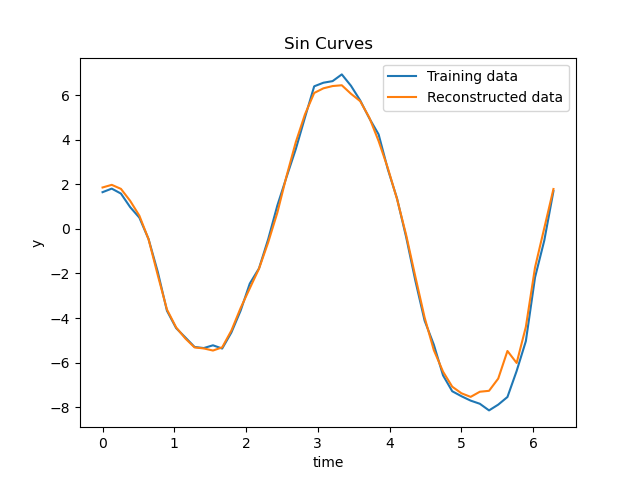 Sin Curves
Training data
Reconstructed data
6
4
2
0
−2
−4
−6
−8
y
0 1 2 3 4 5 6
time